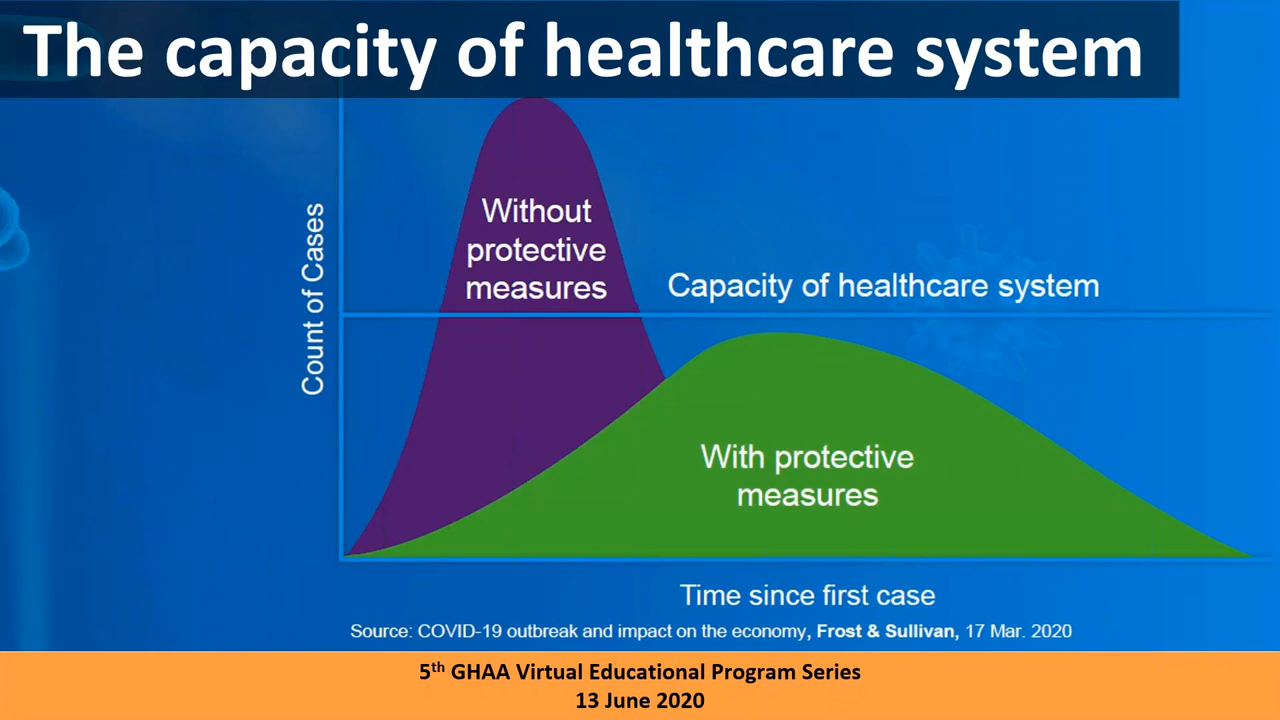 The capacity of healthcare system
Count of Cases
Without
protective
measures
Capacity of healthcare system
With protective
measures
Time since first case
Source: COVID-19 outbreak and impact on the economy, Frost & Sullivan, 17 Mar. 2020
5th GHAA Virtual Educational Program Series
13 June 2020